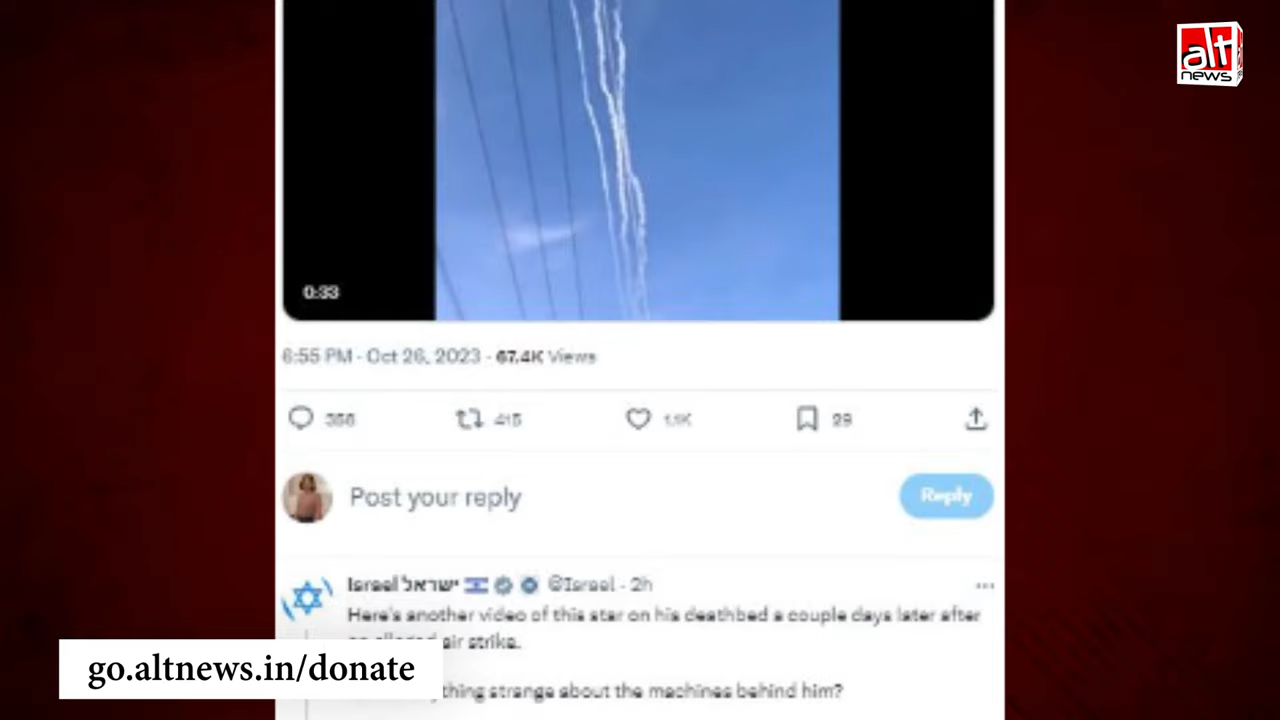 alt
news
0:33
6:55 PM · Oct 26, 2023 · 67.4K Views
358 415 1.1K 29
Post your reply
Reply
Israel ישראל @Israel · 2h
Here's another video of this star on his deathbed a couple days later after
air strike.
thing strange about the machines behind him?
go.altnews.in/donate